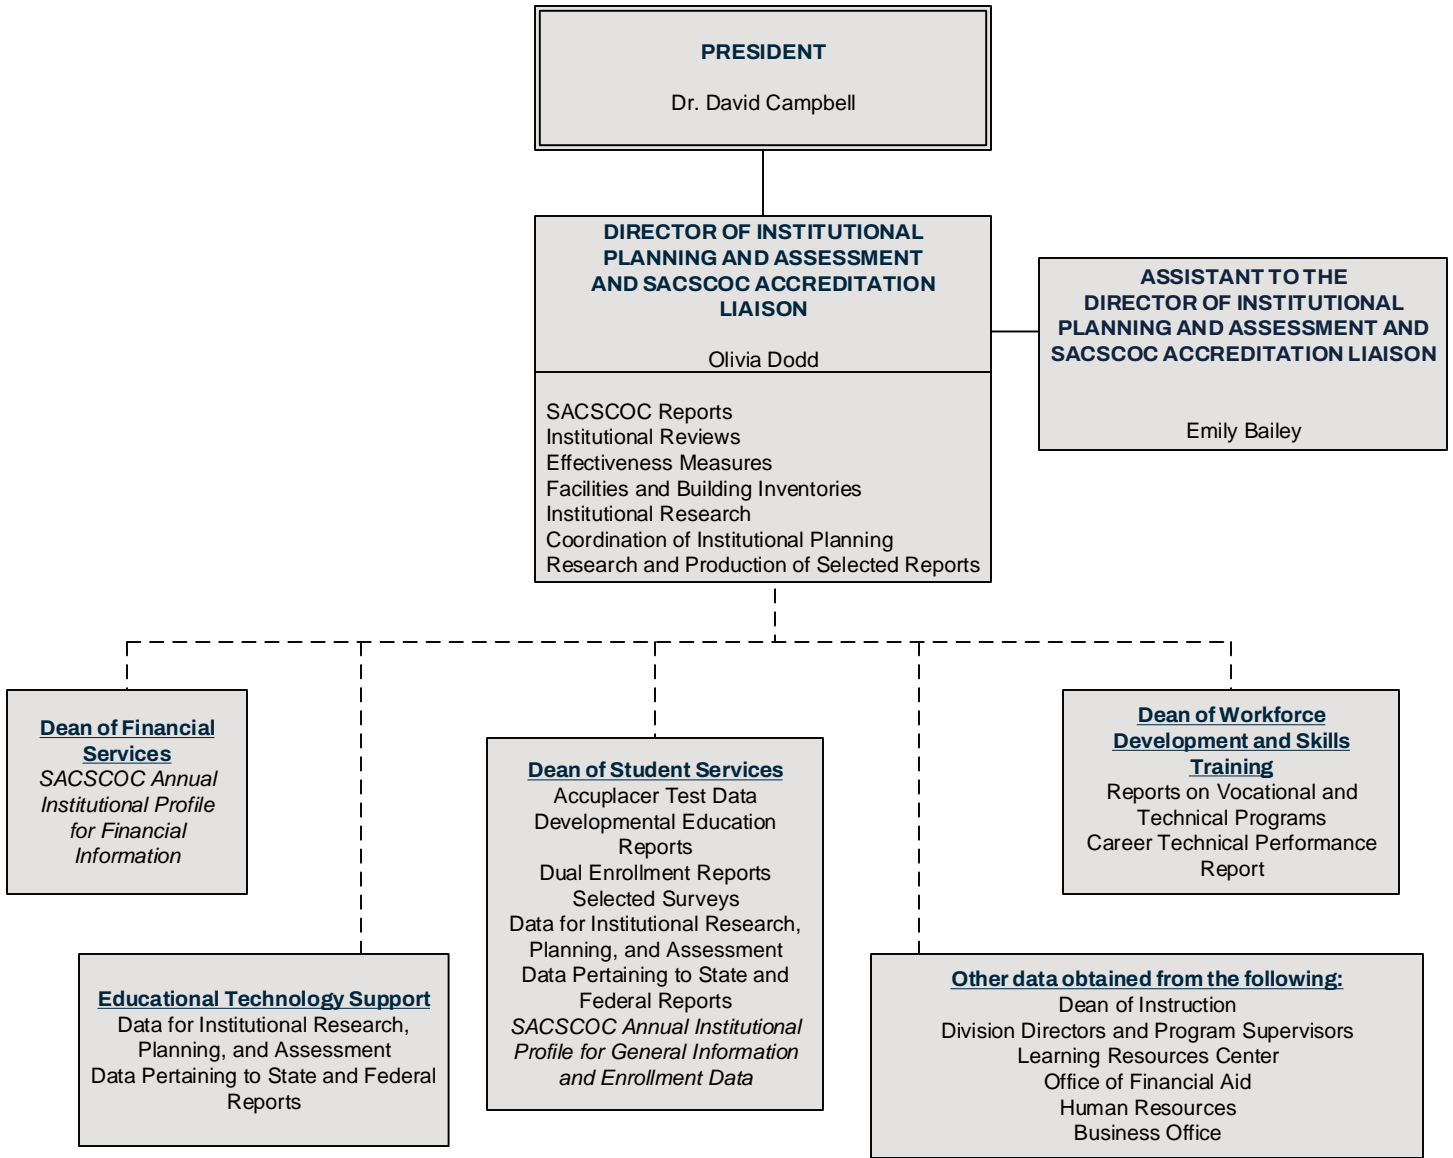 PRESIDENT
Dr. David Campbell
DIRECTOR OF INSTITUTIONAL
PLANNING AND ASSESSMENT
AND SACSCOC ACCREDITATION
LIAISON
Olivia Dodd
SACSCOC Reports
Institutional Reviews
Effectiveness Measures
Facilities and Building Inventories
Institutional Research
Coordination of Institutional Planning
Research and Production of Selected Reports
ASSISTANT TO THE
DIRECTOR OF INSTITUTIONAL
PLANNING AND ASSESSMENT AND
SACSCOC ACCREDITATION LIAISON
Emily Bailey
Dean of Financial
Services
SACSCOC Annual
Institutional Profile
for Financial
Information
Educational Technology Support
Data for Institutional Research,
Planning, and Assessment
Data Pertaining to State and Federal
Reports
Dean of Student Services
Accuplacer Test Data
Developmental Education
Reports
Dual Enrollment Reports
Selected Surveys
Data for Institutional Research,
Planning, and Assessment
Data Pertaining to State and
Federal Reports
SACSCOC Annual Institutional
Profile for General Information
and Enrollment Data
Other data obtained from the following:
Dean of Instruction
Division Directors and Program Supervisors
Learning Resources Center
Office of Financial Aid
Human Resources
Business Office
Dean of Workforce
Development and Skills
Training
Reports on Vocational and
Technical Programs
Career Technical Performance
Report